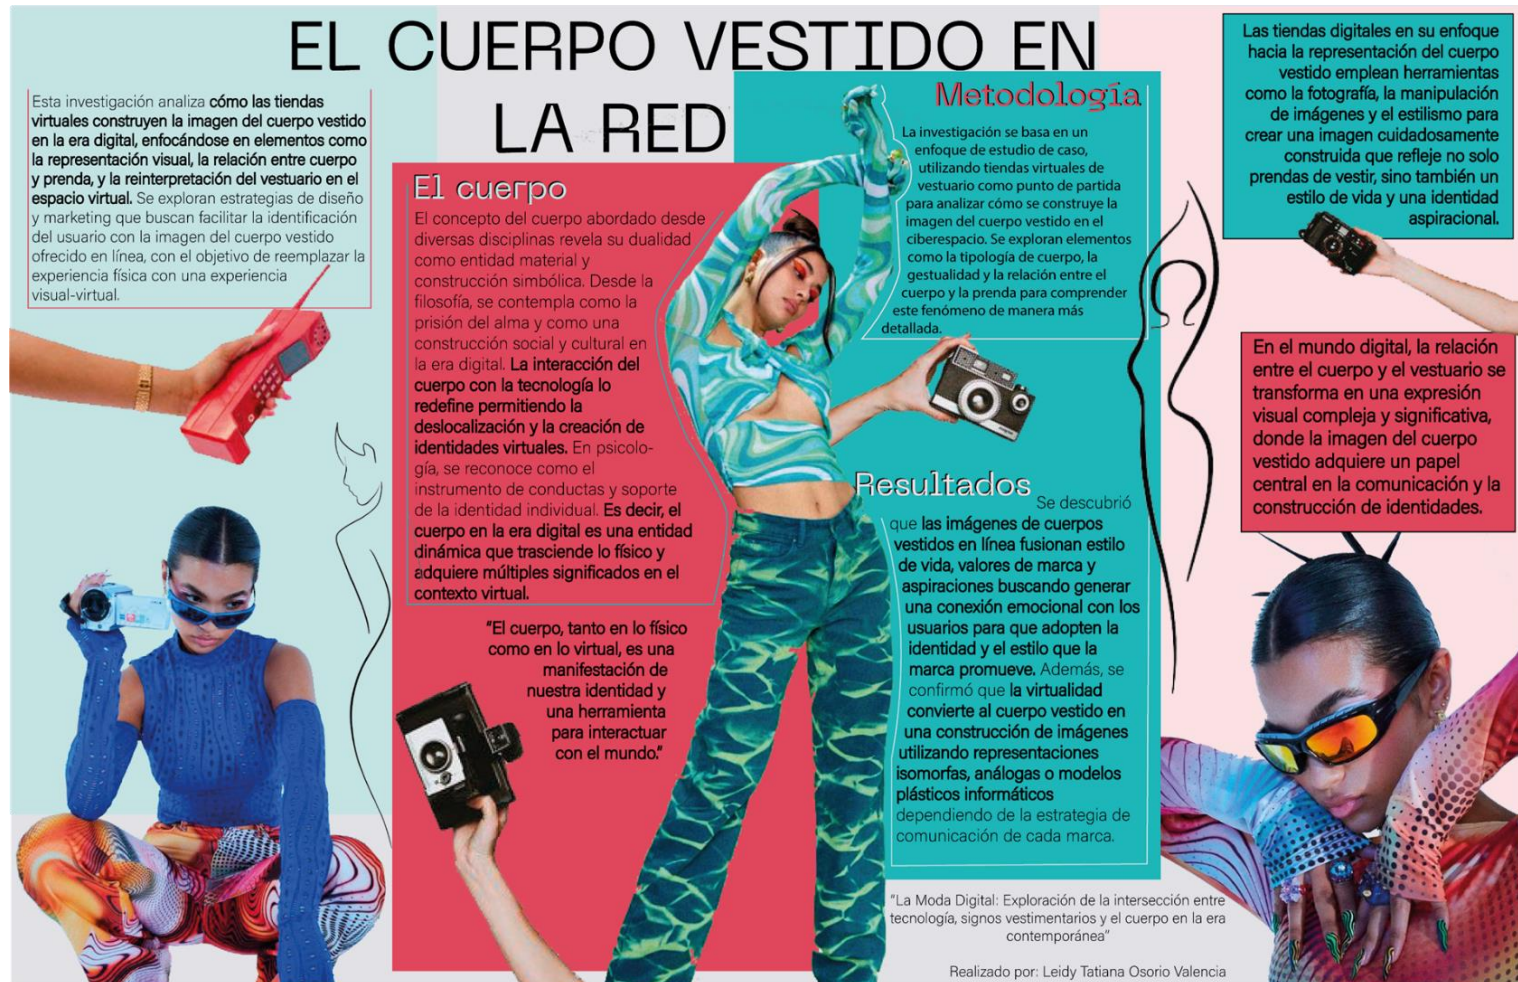 EL CUERPO VESTIDO EN
LA RED
Esta investigación analiza cómo las tiendas
virtuales construyen la imagen del cuerpo vestido
en la era digital, enfocándose en elementos como
la representación visual, la relación entre cuerpo
y prenda, y la reinterpretación del vestuario en el
espacio virtual. Se exploran estrategias de diseño
y marketing que buscan facilitar la identificación
del usuario con la imagen del cuerpo vestido
ofrecido en línea, con el objetivo de reemplazar la
experiencia física con una experiencia
visual-virtual.
El cuerpo
El concepto del cuerpo abordado desde
diversas disciplinas revela su dualidad
como entidad material y
construcción simbólica. Desde la
filosofía, se contempla como la
prisión del alma y como una
construcción social y cultural en
la era digital. La interacción del
cuerpo con la tecnología lo
redefine permitiendo la
deslocalización y la creación de
identidades virtuales. En psicolo-
gía, se reconoce como el
instrumento de conductas y soporte
de la identidad individual. Es decir, el
cuerpo en la era digital es una entidad
dinámica que trasciende lo físico y
adquiere múltiples significados en el
contexto virtual.
"El cuerpo, tanto en lo físico
como en lo virtual, es una
manifestación de
nuestra identidad y
una herramienta
para interactuar
con el mundo."
Metodología
La investigación se basa en un
enfoque de estudio de caso,
utilizando tiendas virtuales de
vestuario como punto de partida
para analizar cómo se construye la
imagen del cuerpo vestido en el
ciberespacio. Se exploran elementos
como la tipología de cuerpo, la
gestualidad y la relación entre el
cuerpo y la prenda para comprender
este fenómeno de manera más
detallada.
Resultados
Se descubrió
que las imágenes de cuerpos
vestidos en línea fusionan estilo
de vida, valores de marca y
aspiraciones buscando generar
una conexión emocional con los
usuarios para que adopten la
identidad y el estilo que la
marca promueve. Además, se
confirmó que la virtualidad
convierte al cuerpo vestido en
una construcción de imágenes
utilizando representaciones
isomorfas, análogas o modelos
plásticos informáticos
dependiendo de la estrategia de
comunicación de cada marca.
"La Moda Digital: Exploración de la intersección entre
tecnología, signos vestimentarios y el cuerpo en la era
contemporánea"
Realizado por: Leidy Tatiana Osorio Valencia
Las tiendas digitales en su enfoque
hacia la representación del cuerpo
vestido emplean herramientas
como la fotografía, la manipulación
de imágenes y el estilismo para
crear una imagen cuidadosamente
construida que refleje no solo
prendas de vestir, sino también un
estilo de vida y una identidad
aspiracional.
En el mundo digital, la relación
entre el cuerpo y el vestuario se
transforma en una expresión
visual compleja y significativa,
donde la imagen del cuerpo
vestido adquiere un papel
central en la comunicación y la
construcción de identidades.